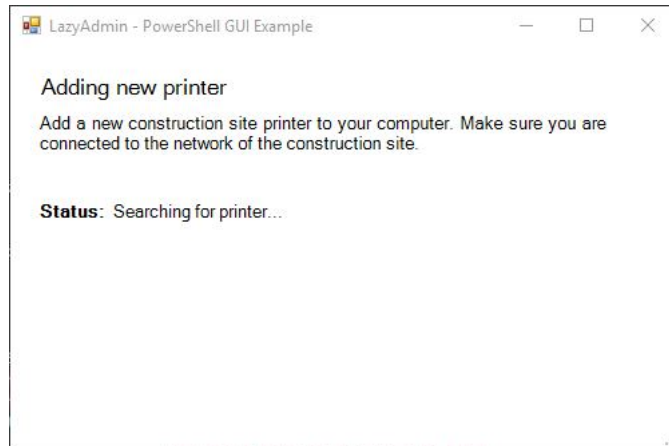 LazyAdmin - PowerShell GUI Example
Adding new printer
Add a new construction site printer to your computer. Make sure you are
connected to the network of the construction site.
Status: Searching for printer...